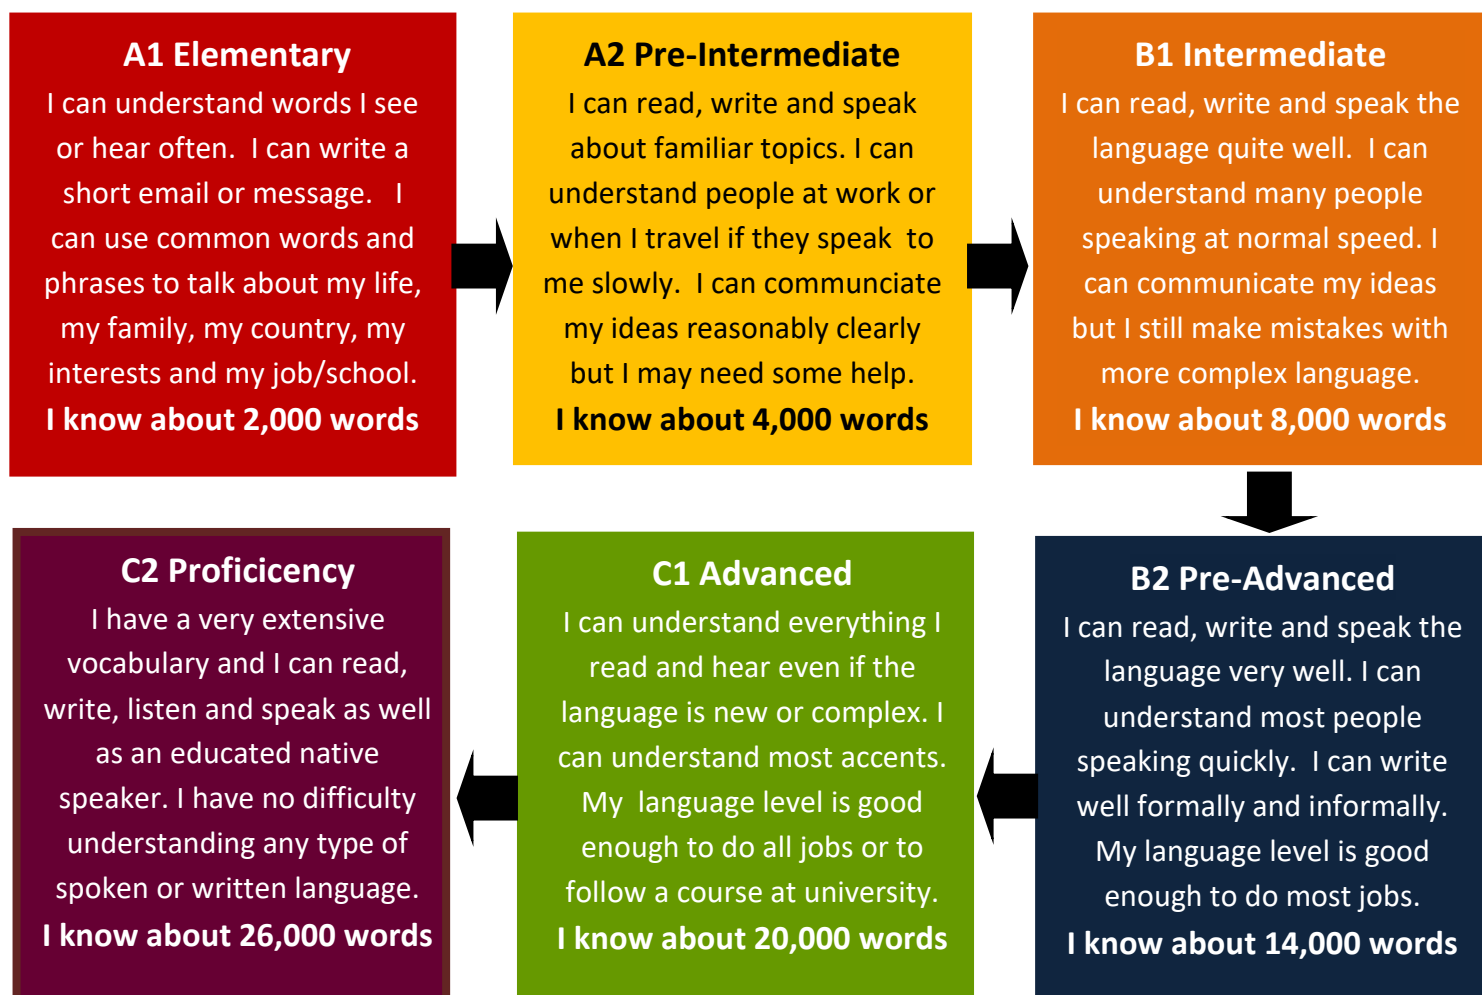 A1 Elementary
I can understand words I see
or hear often.  I can write a
short email or message.   I
can use common words and
phrases to talk about my life,
my family, my country, my
interests and my job/school.
I know about 2,000 words
A2 Pre-Intermediate
I can read, write and speak
about familiar topics. I can
understand people at work or
when I travel if they speak  to
me slowly.  I can communciate
my ideas reasonably clearly
but I may need some help.
I know about 4,000 words
B1 Intermediate
I can read, write and speak the
language quite well.  I can
understand many people
speaking at normal speed. I
can communicate my ideas
but I still make mistakes with
more complex language.
I know about 8,000 words
B2 Pre-Advanced
I can read, write and speak the
language very well. I can
understand most people
speaking quickly.  I can write
well formally and informally.
My language level is good
enough to do most jobs.
I know about 14,000 words
C1 Advanced
I can understand everything I
read and hear even if the
language is new or complex. I
can understand most accents.
My  language level is good
enough to do all jobs or to
follow a course at university.
I know about 20,000 words
C2 Proficicency
I have a very extensive
vocabulary and I can read,
write, listen and speak as well
as an educated native
speaker. I have no difficulty
understanding any type of
spoken or written language.
I know about 26,000 words